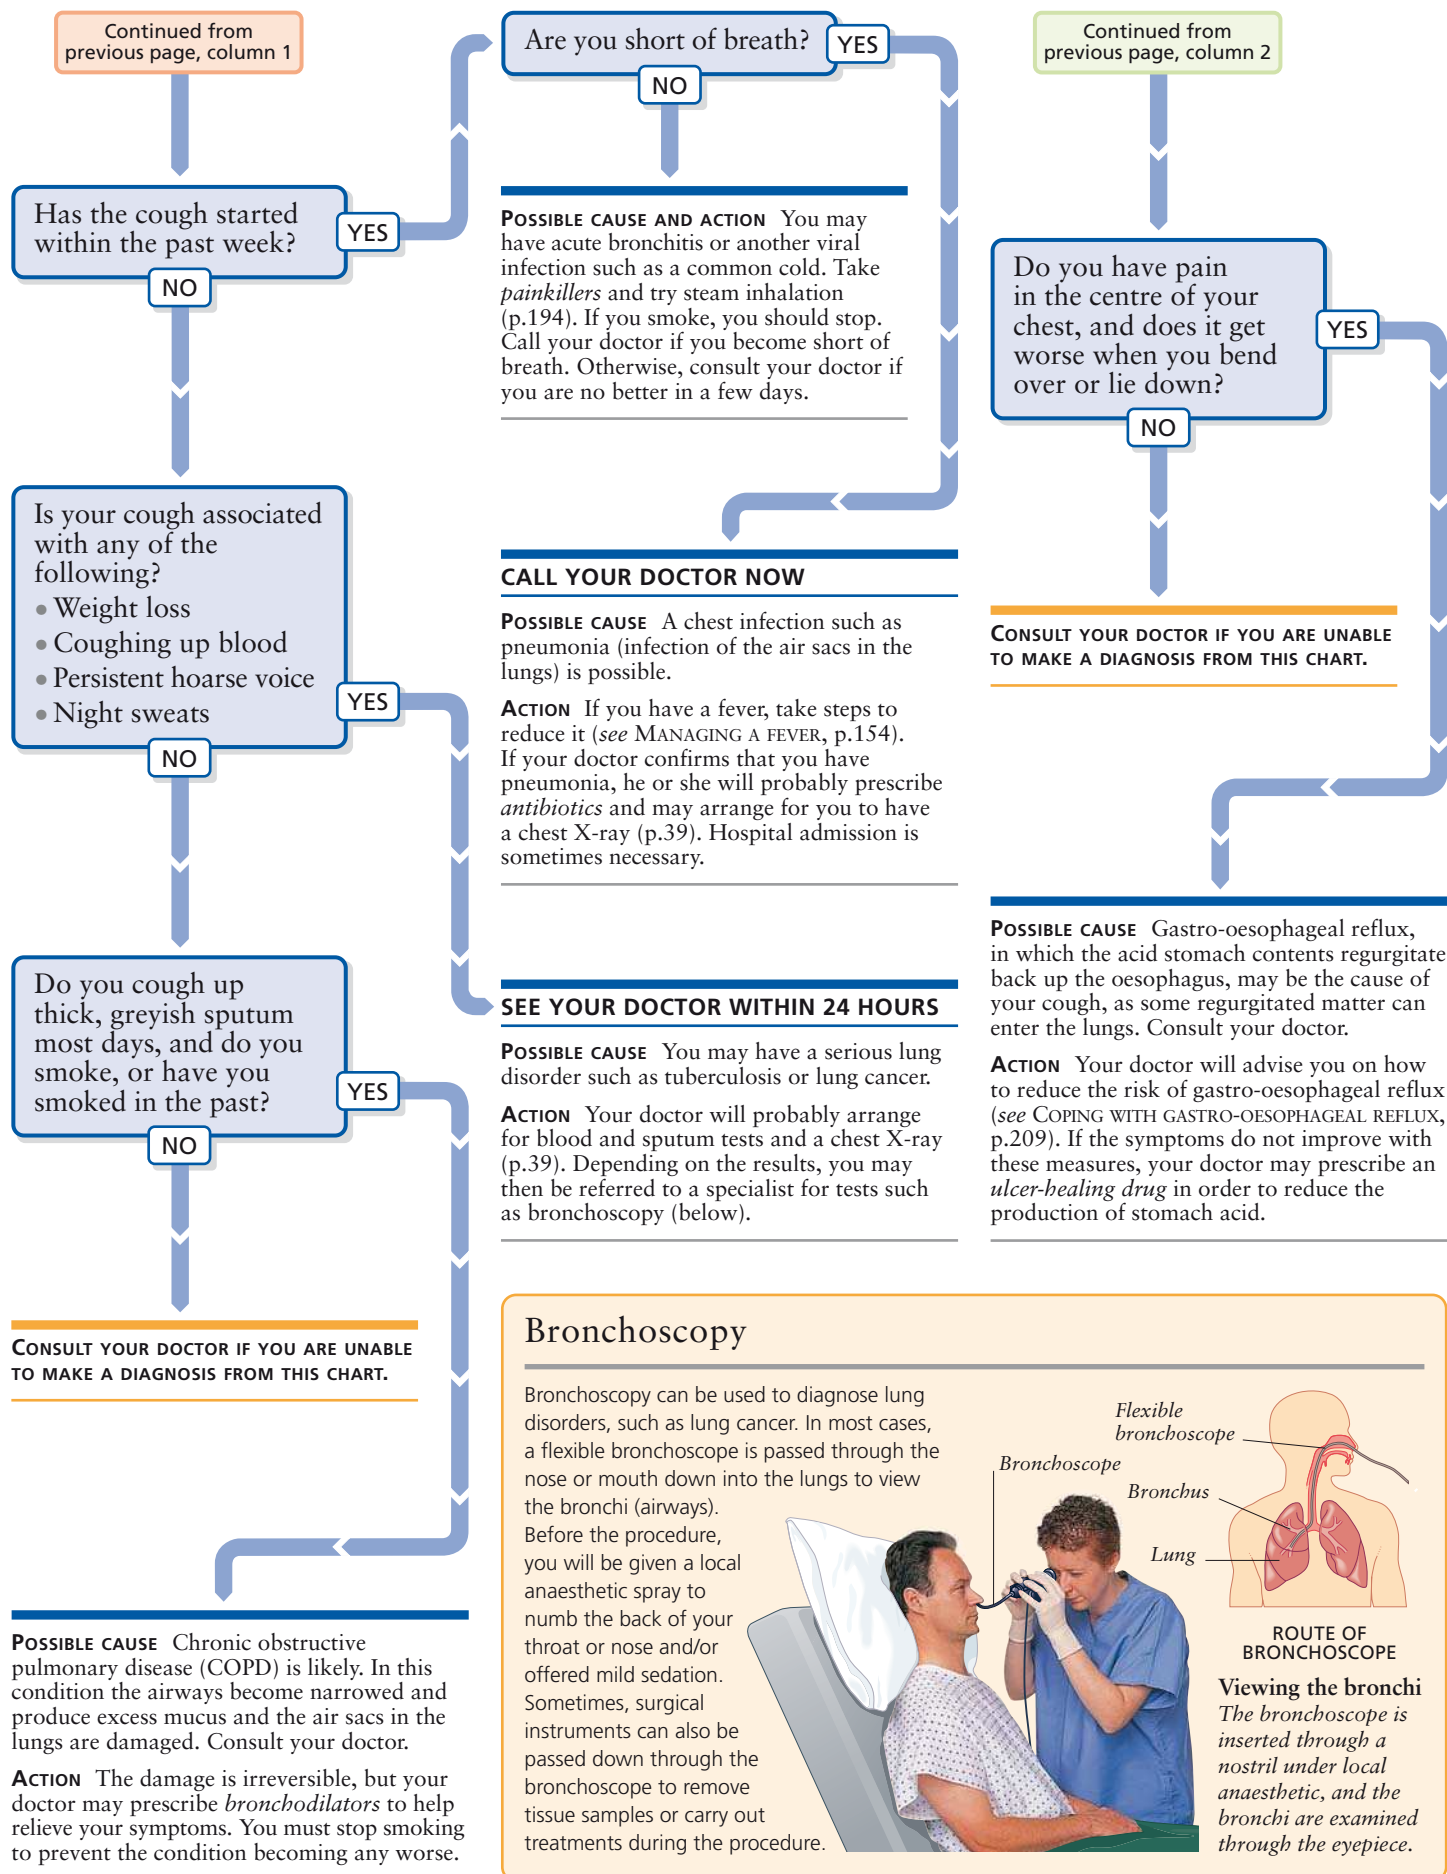 Continued from
previous page, column 1
Has the cough started
within the past week?
YES
NO
Is your cough associated
with any of the
following?
• Weight loss
• Coughing up blood
• Persistent hoarse voice
• Night sweats
YES
NO
Do you cough up
thick, greyish sputum
most days, and do you
smoke, or have you
smoked in the past?
YES
NO
CONSULT YOUR DOCTOR IF YOU ARE UNABLE
TO MAKE A DIAGNOSIS FROM THIS CHART.
POSSIBLE CAUSE Chronic obstructive
pulmonary disease (COPD) is likely. In this
condition the airways become narrowed and
produce excess mucus and the air sacs in the
lungs are damaged. Consult your doctor.
ACTION The damage is irreversible, but your
doctor may prescribe bronchodilators to help
relieve your symptoms. You must stop smoking
to prevent the condition becoming any worse.
Are you short of breath?
YES
NO
POSSIBLE CAUSE AND ACTION You may
have acute bronchitis or another viral
infection such as a common cold. Take
painkillers and try steam inhalation
(p.194). If you smoke, you should stop.
Call your doctor if you become short of
breath. Otherwise, consult your doctor if
you are no better in a few days.
CALL YOUR DOCTOR NOW
POSSIBLE CAUSE A chest infection such as
pneumonia (infection of the air sacs in the
lungs) is possible.
ACTION If you have a fever, take steps to
reduce it (see MANAGING A FEVER, p.154).
If your doctor confirms that you have
pneumonia, he or she will probably prescribe
antibiotics and may arrange for you to have
a chest X-ray (p.39). Hospital admission is
sometimes necessary.
SEE YOUR DOCTOR WITHIN 24 HOURS
POSSIBLE CAUSE You may have a serious lung
disorder such as tuberculosis or lung cancer.
ACTION Your doctor will probably arrange
for blood and sputum tests and a chest X-ray
(p.39). Depending on the results, you may
then be referred to a specialist for tests such
as bronchoscopy (below).
Continued from
previous page, column 2
Do you have pain
in the centre of your
chest, and does it get
worse when you bend
over or lie down?
YES
NO
CONSULT YOUR DOCTOR IF YOU ARE UNABLE
TO MAKE A DIAGNOSIS FROM THIS CHART.
POSSIBLE CAUSE Gastro-oesophageal reflux,
in which the acid stomach contents regurgitate
back up the oesophagus, may be the cause of
your cough, as some regurgitated matter can
enter the lungs. Consult your doctor.
ACTION Your doctor will advise you on how
to reduce the risk of gastro-oesophageal reflux
(see COPING WITH GASTRO-OESOPHAGEAL REFLUX,
p.209). If the symptoms do not improve with
these measures, your doctor may prescribe an
ulcer-healing drug in order to reduce the
production of stomach acid.
Bronchoscopy
Bronchoscopy can be used to diagnose lung
disorders, such as lung cancer. In most cases,
a flexible bronchoscope is passed through the
nose or mouth down into the lungs to view
the bronchi (airways).
Before the procedure,
you will be given a local
anaesthetic spray to
numb the back of your
throat or nose and/or
offered mild sedation.
Sometimes, surgical
instruments can also be
passed down through the
bronchoscope to remove
tissue samples or carry out
treatments during the procedure.
Bronchoscope
Flexible
bronchoscope
Bronchus
Lung
ROUTE OF
BRONCHOSCOPE
Viewing the bronchi
The bronchoscope is
inserted through a
nostril under local
anaesthetic, and the
bronchi are examined
through the eyepiece.